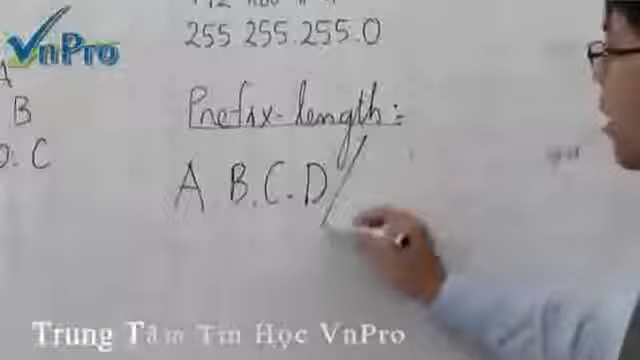 VnPro
255 255.255.0
A
Prefix-length:
B
C
A.B.C.D/
Trung Tâm Tin Học VnPro